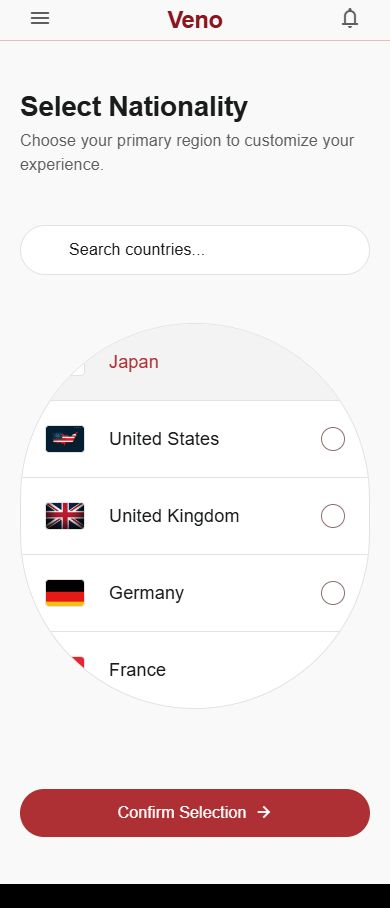 Veno
Select Nationality
Choose your primary region to customize your
experience.
Search countries...
Japan
United States
United Kingdom
Germany
France
Confirm Selection →